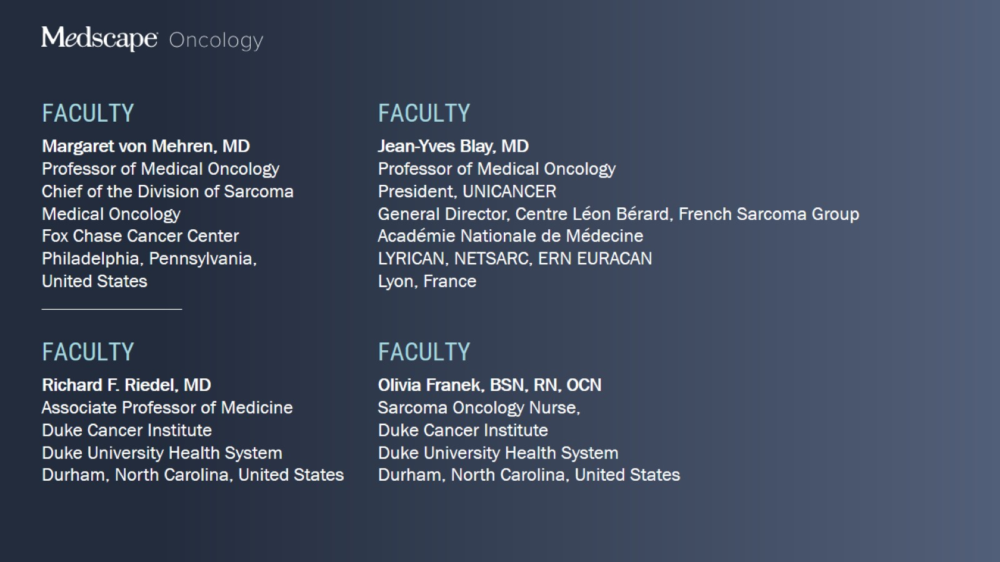 Medscape Oncology
FACULTY
Margaret von Mehren, MD
Professor of Medical Oncology
Chief of the Division of Sarcoma
Medical Oncology
Fox Chase Cancer Center
Philadelphia, Pennsylvania,
United States
FACULTY
Jean-Yves Blay, MD
Professor of Medical Oncology
President, UNICANCER
General Director, Centre Léon Bérard, French Sarcoma Group
Académie Nationale de Médecine
LYRICAN, NETSARC, ERN EURACAN
Lyon, France
FACULTY
Richard F. Riedel, MD
Associate Professor of Medicine
Duke Cancer Institute
Duke University Health System
Durham, North Carolina, United States
FACULTY
Olivia Franek, BSN, RN, OCN
Sarcoma Oncology Nurse,
Duke Cancer Institute
Duke University Health System
Durham, North Carolina, United States